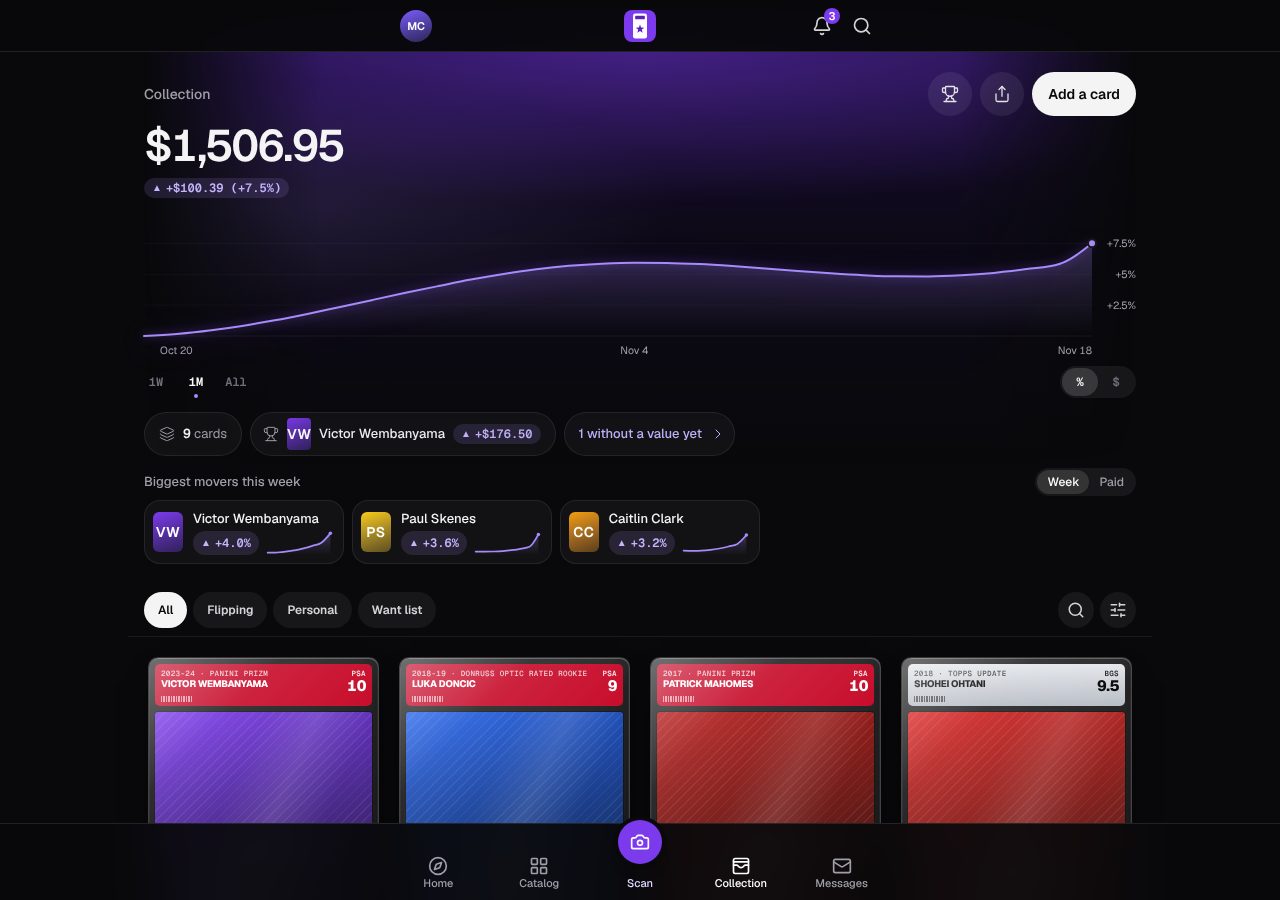 MC
3
Collection
Add a card
$1,506.95
▲ +$100.39 (+7.5%)
+7.5%
+5%
+2.5%
Oct 20
Nov 4
Nov 18
1W 1M All
% $
9 cards
VW Victor Wembanyama ▲ +$176.50
1 without a value yet
Biggest movers this week
Week Paid
VW Victor Wembanyama
▲ +4.0%
PS Paul Skenes
▲ +3.6%
CC Caitlin Clark
▲ +3.2%
All Flipping Personal Want list
2023-24 · PANINI PRIZM
PSA
VICTOR WEMBANYAMA
10
2018-19 · DONRUSS OPTIC RATED ROOKIE
PSA
LUKA DONCIC
9
2017 · PANINI PRIZM
PSA
PATRICK MAHOMES
10
2018 · TOPPS UPDATE
BGS
SHOHEI OHTANI
9.5
Home
Catalog
Scan
Collection
Messages